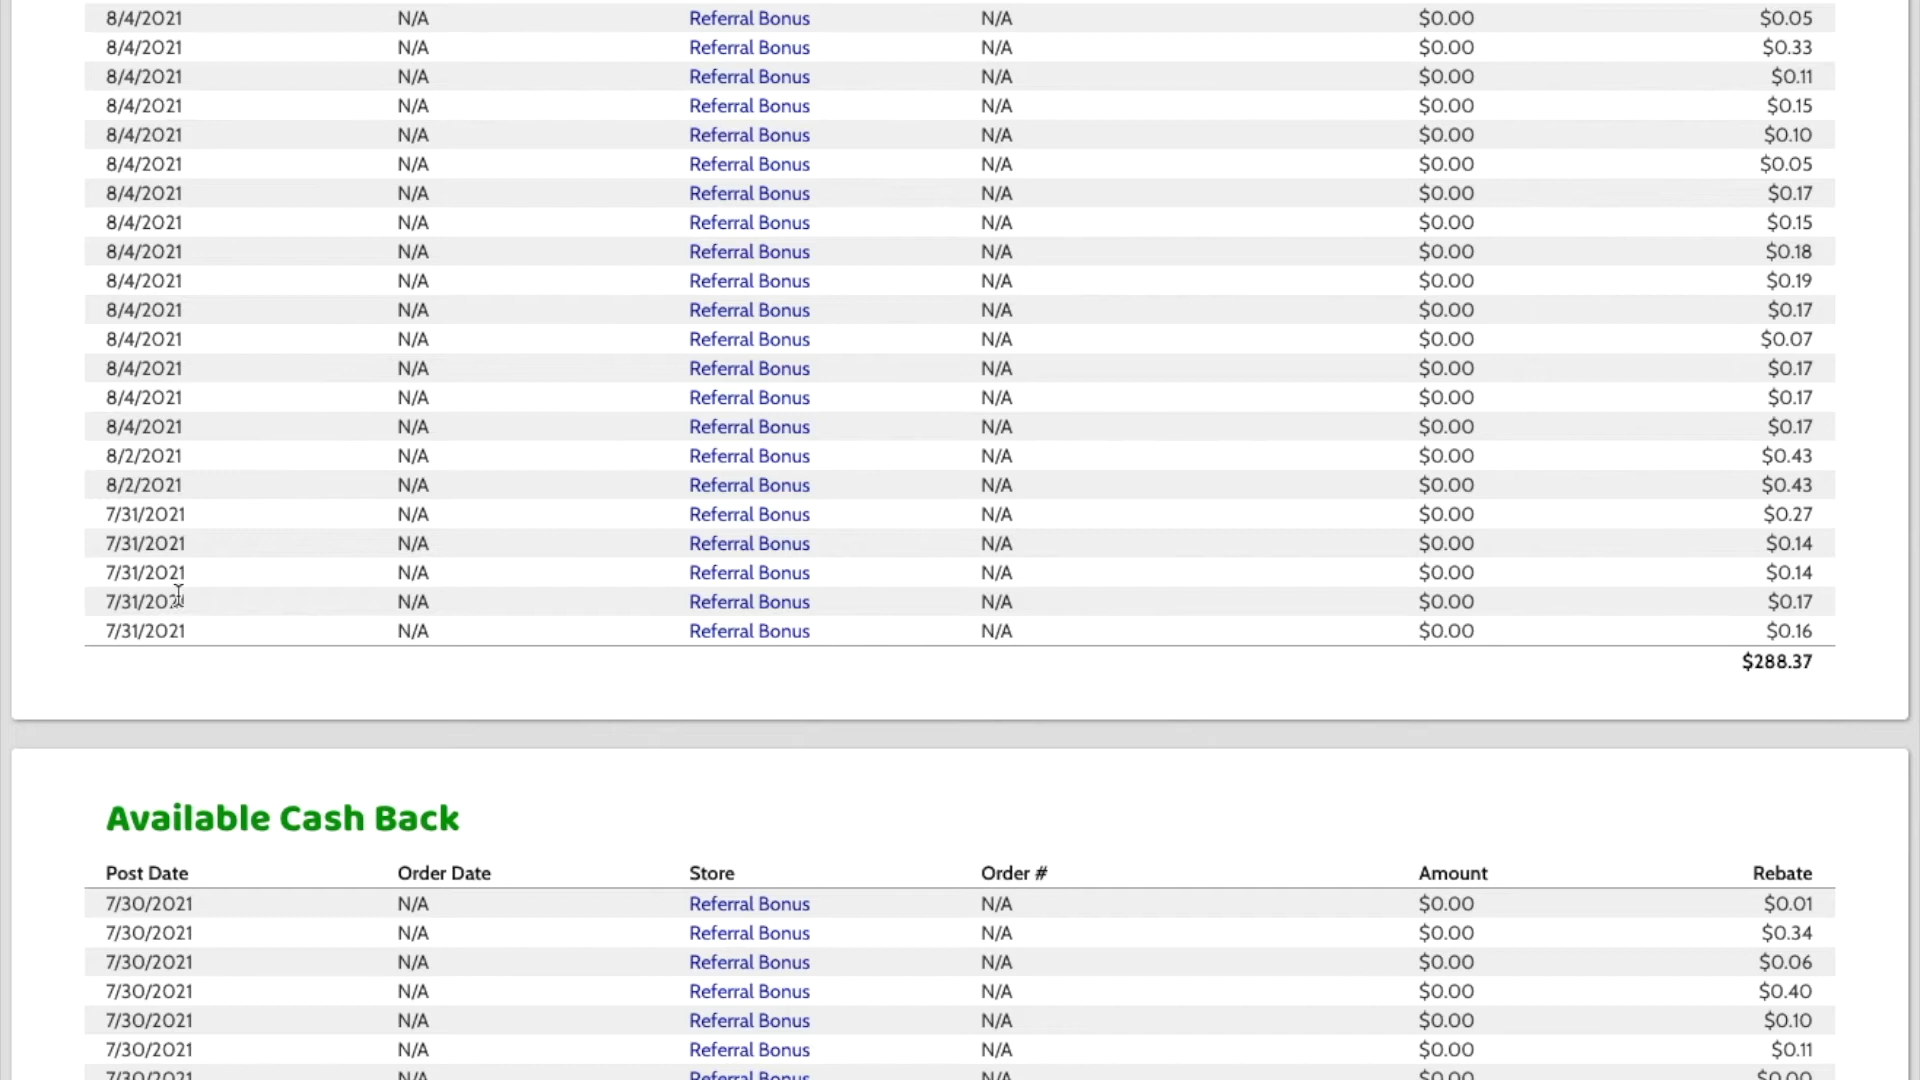 8/4/2021 N/A Referral Bonus N/A $0.00 $0.05
8/4/2021 N/A Referral Bonus N/A $0.00 $0.33
8/4/2021 N/A Referral Bonus N/A $0.00 $0.11
8/4/2021 N/A Referral Bonus N/A $0.00 $0.15
8/4/2021 N/A Referral Bonus N/A $0.00 $0.10
8/4/2021 N/A Referral Bonus N/A $0.00 $0.05
8/4/2021 N/A Referral Bonus N/A $0.00 $0.17
8/4/2021 N/A Referral Bonus N/A $0.00 $0.15
8/4/2021 N/A Referral Bonus N/A $0.00 $0.18
8/4/2021 N/A Referral Bonus N/A $0.00 $0.19
8/4/2021 N/A Referral Bonus N/A $0.00 $0.17
8/4/2021 N/A Referral Bonus N/A $0.00 $0.07
8/4/2021 N/A Referral Bonus N/A $0.00 $0.17
8/4/2021 N/A Referral Bonus N/A $0.00 $0.17
8/4/2021 N/A Referral Bonus N/A $0.00 $0.17
8/2/2021 N/A Referral Bonus N/A $0.00 $0.43
8/2/2021 N/A Referral Bonus N/A $0.00 $0.43
7/31/2021 N/A Referral Bonus N/A $0.00 $0.27
7/31/2021 N/A Referral Bonus N/A $0.00 $0.14
7/31/2021 N/A Referral Bonus N/A $0.00 $0.14
7/31/2021 N/A Referral Bonus N/A $0.00 $0.17
7/31/2021 N/A Referral Bonus N/A $0.00 $0.16
$288.37
Available Cash Back
Post Date Order Date Store Order # Amount Rebate
7/30/2021 N/A Referral Bonus N/A $0.00 $0.01
7/30/2021 N/A Referral Bonus N/A $0.00 $0.34
7/30/2021 N/A Referral Bonus N/A $0.00 $0.06
7/30/2021 N/A Referral Bonus N/A $0.00 $0.40
7/30/2021 N/A Referral Bonus N/A $0.00 $0.10
7/30/2021 N/A Referral Bonus N/A $0.00 $0.11
7/30/2021 N/A Referral Bonus N/A $0.00